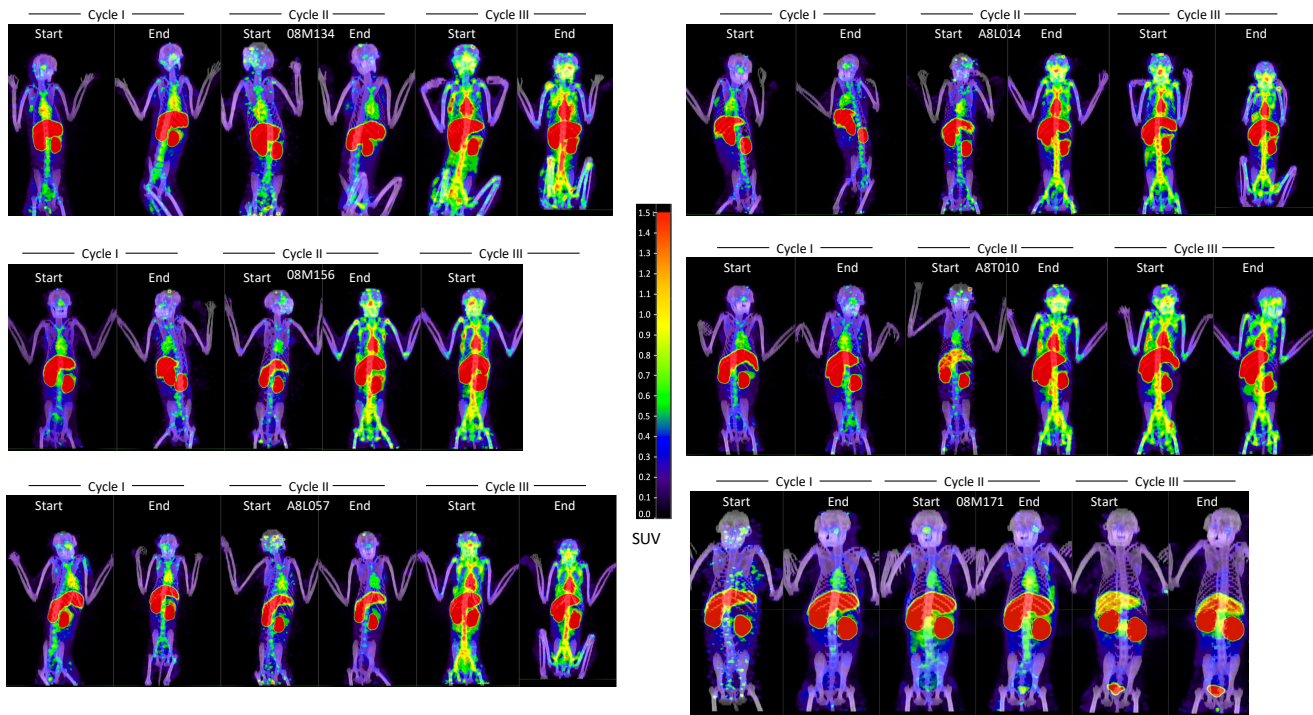 Cycle I Cycle II Cycle III
Start End Start 08M134 End Start End
Cycle I Cycle II Cycle III
Start End Start A8L014 End Start End
Cycle I Cycle II Cycle III
Start End Start 08M156 End Start
Cycle I Cycle II Cycle III
Start End Start A8T010 End Start End
1.5
1.4
1.3
1.2
1.1
1.0
0.9
0.8
0.7
0.6
0.5
0.4
0.3
0.2
0.1
0.0
SUV
Cycle I Cycle II Cycle III
Start End Start A8L057 End Start End
Cycle I Cycle II Cycle III
Start End Start 08M171 End Start End